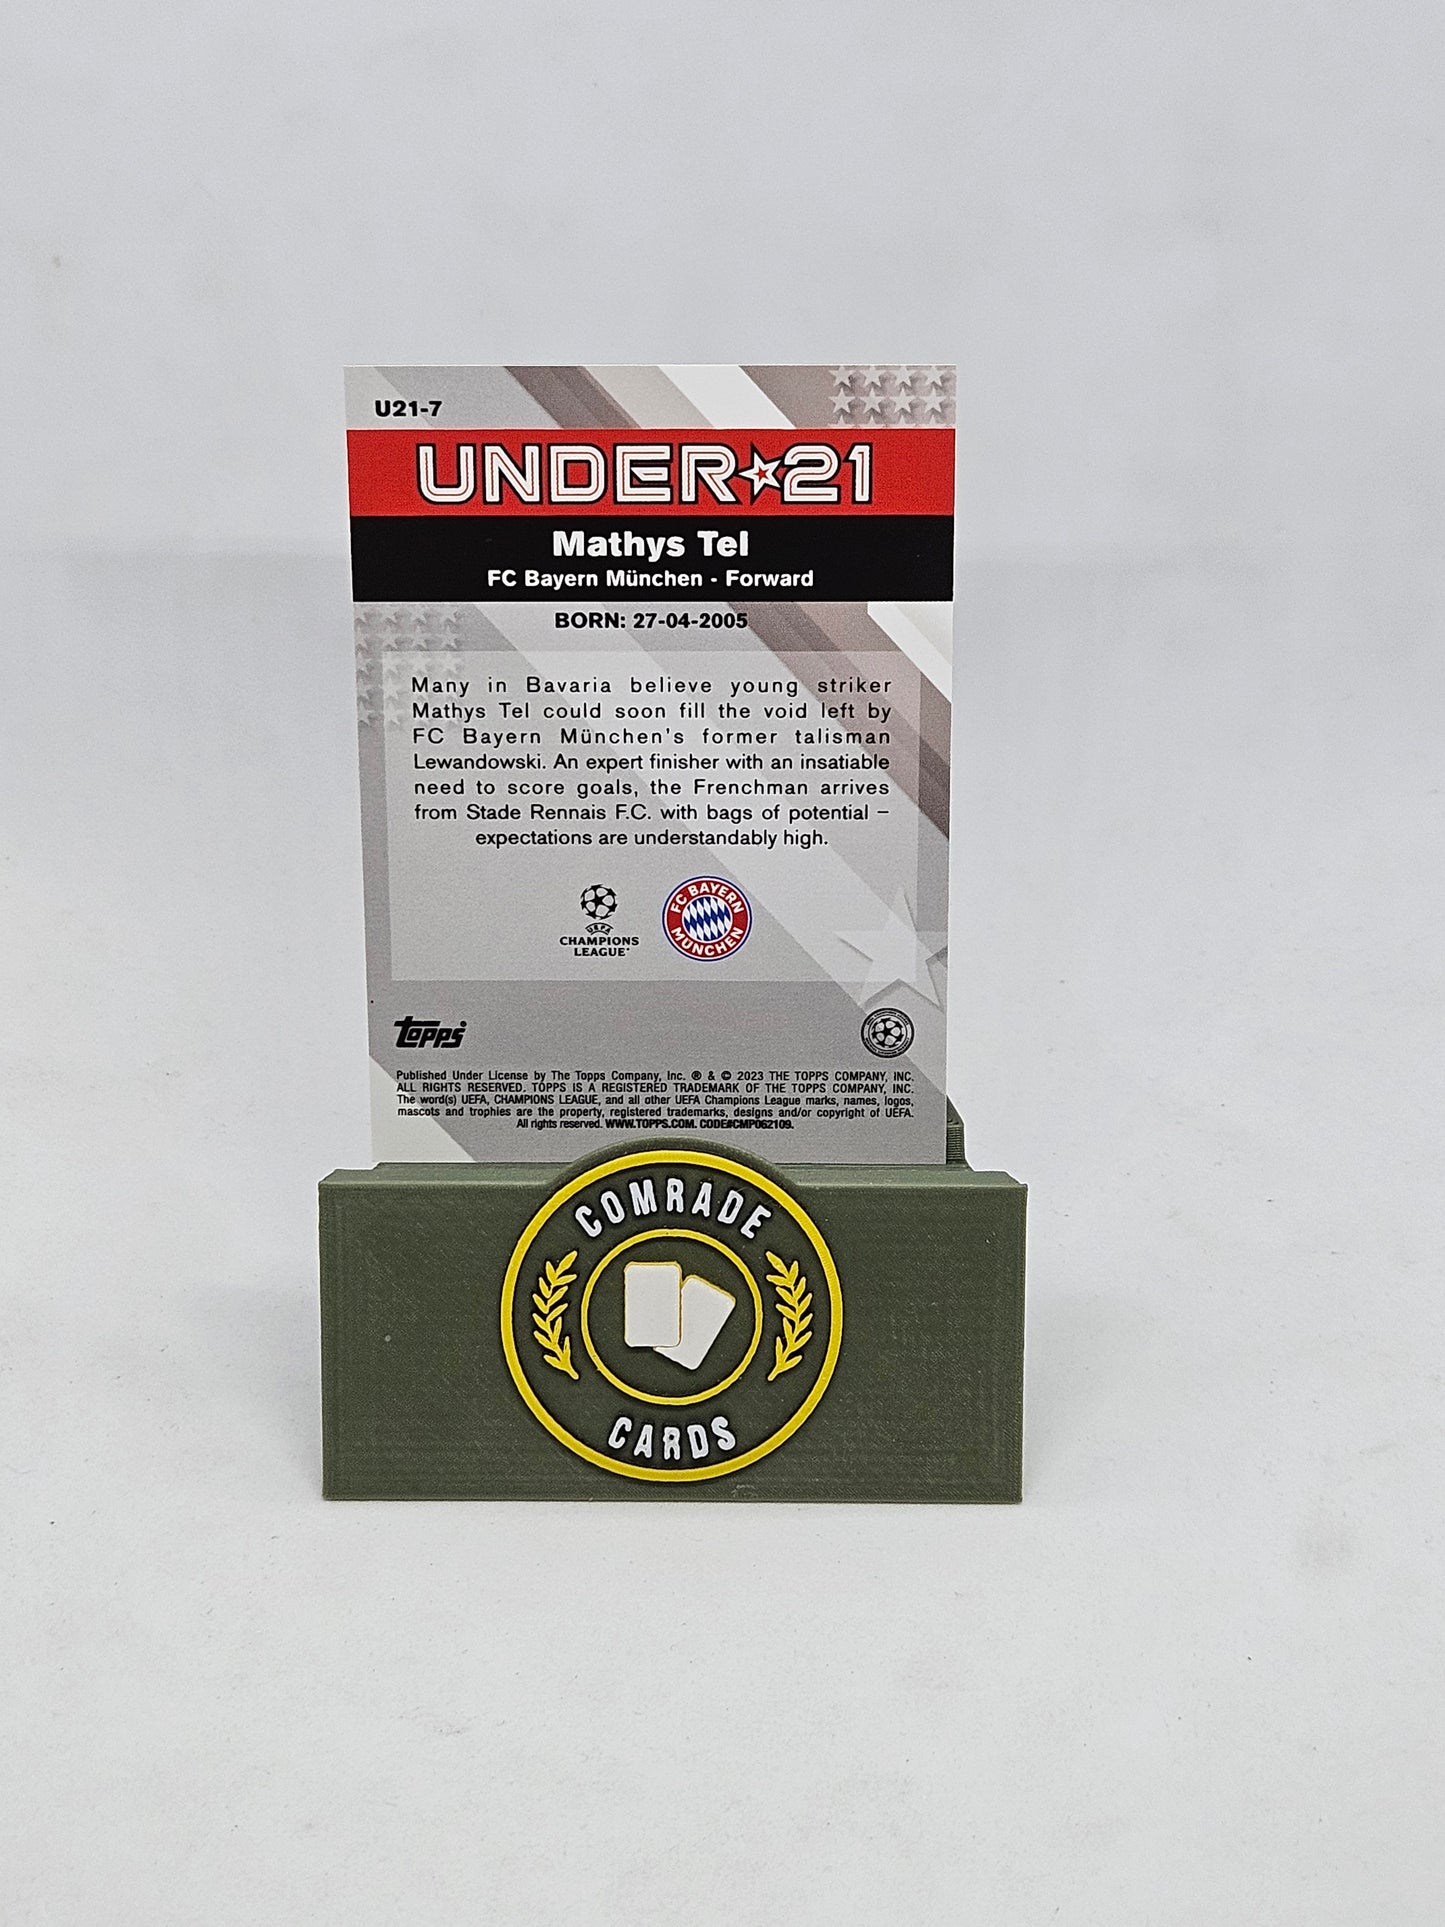 U21-7
UNDER★21
Mathys Tel
FC Bayern München - Forward
BORN: 27-04-2005
Many in Bavaria believe young striker
Mathys Tel could soon fill the void left by
FC Bayern München's former talisman
Lewandowski. An expert finisher with an insatiable
need to score goals, the Frenchman arrives
from Stade Rennais F.C. with bags of potential –
expectations are understandably high.
UEFA
CHAMPIONS
LEAGUE
FC BAYERN
MÜNCHEN
Topps
Published Under License by The Topps Company, Inc. ® & © 2023 THE TOPPS COMPANY, INC.
ALL RIGHTS RESERVED. TOPPS IS A REGISTERED TRADEMARK OF THE TOPPS COMPANY, INC.
The word(s) UEFA, CHAMPIONS LEAGUE, and all other UEFA Champions League marks, names, logos,
mascots and trophies are the property, registered trademarks, designs and/or copyright of UEFA.
All rights reserved. WWW.TOPPS.COM. CODE#CMP062109.
COMRADE
CARDS